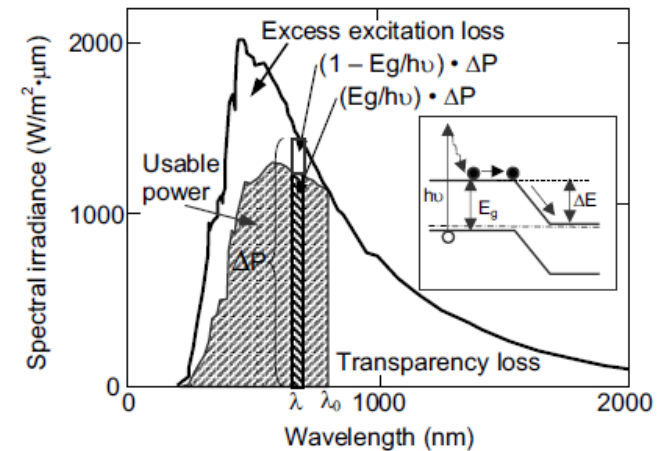 2000
Excess excitation loss
(1 – Eg/hυ) • ΔP
(Eg/hυ) • ΔP
Usable
power
ΔP
1000
hυ
Eg
ΔE
Transparency loss
0
0
λ
λ0
1000
2000
Wavelength (nm)
Spectral irradiance (W/m²•μm)